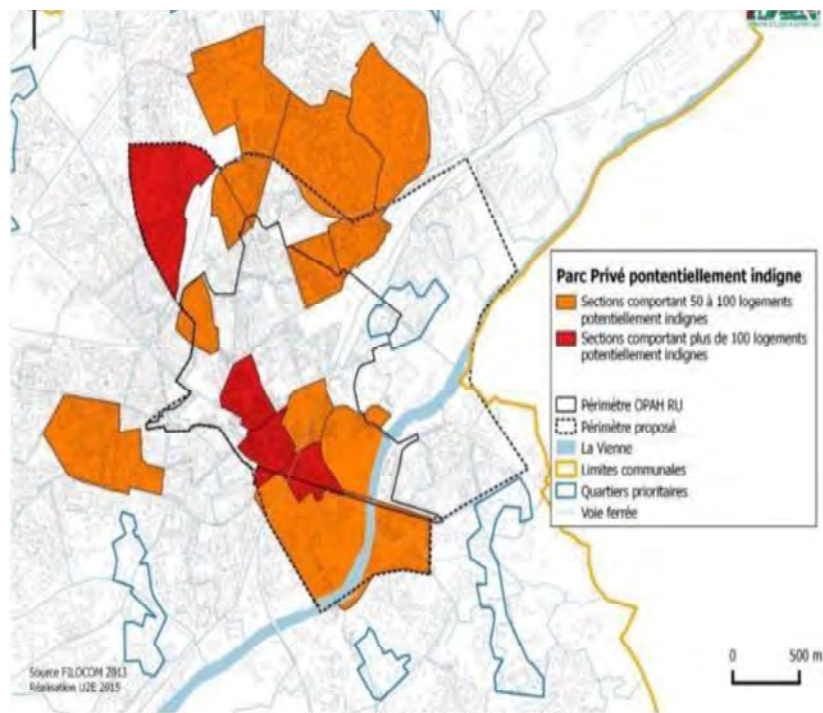 Parc Privé pontentiellement indigne
Sections comportant 50 à 100 logements
potentiellement indignes
Sections comportant plus de 100 logements
potentiellement indignes
Périmètre OPAH RU
Périmètre proposé
La Vienne
Limites communales
Quartiers prioritaires
Voie ferrée
Source FILOCOM 2013
Réalisation U2E 2015
0 500 m